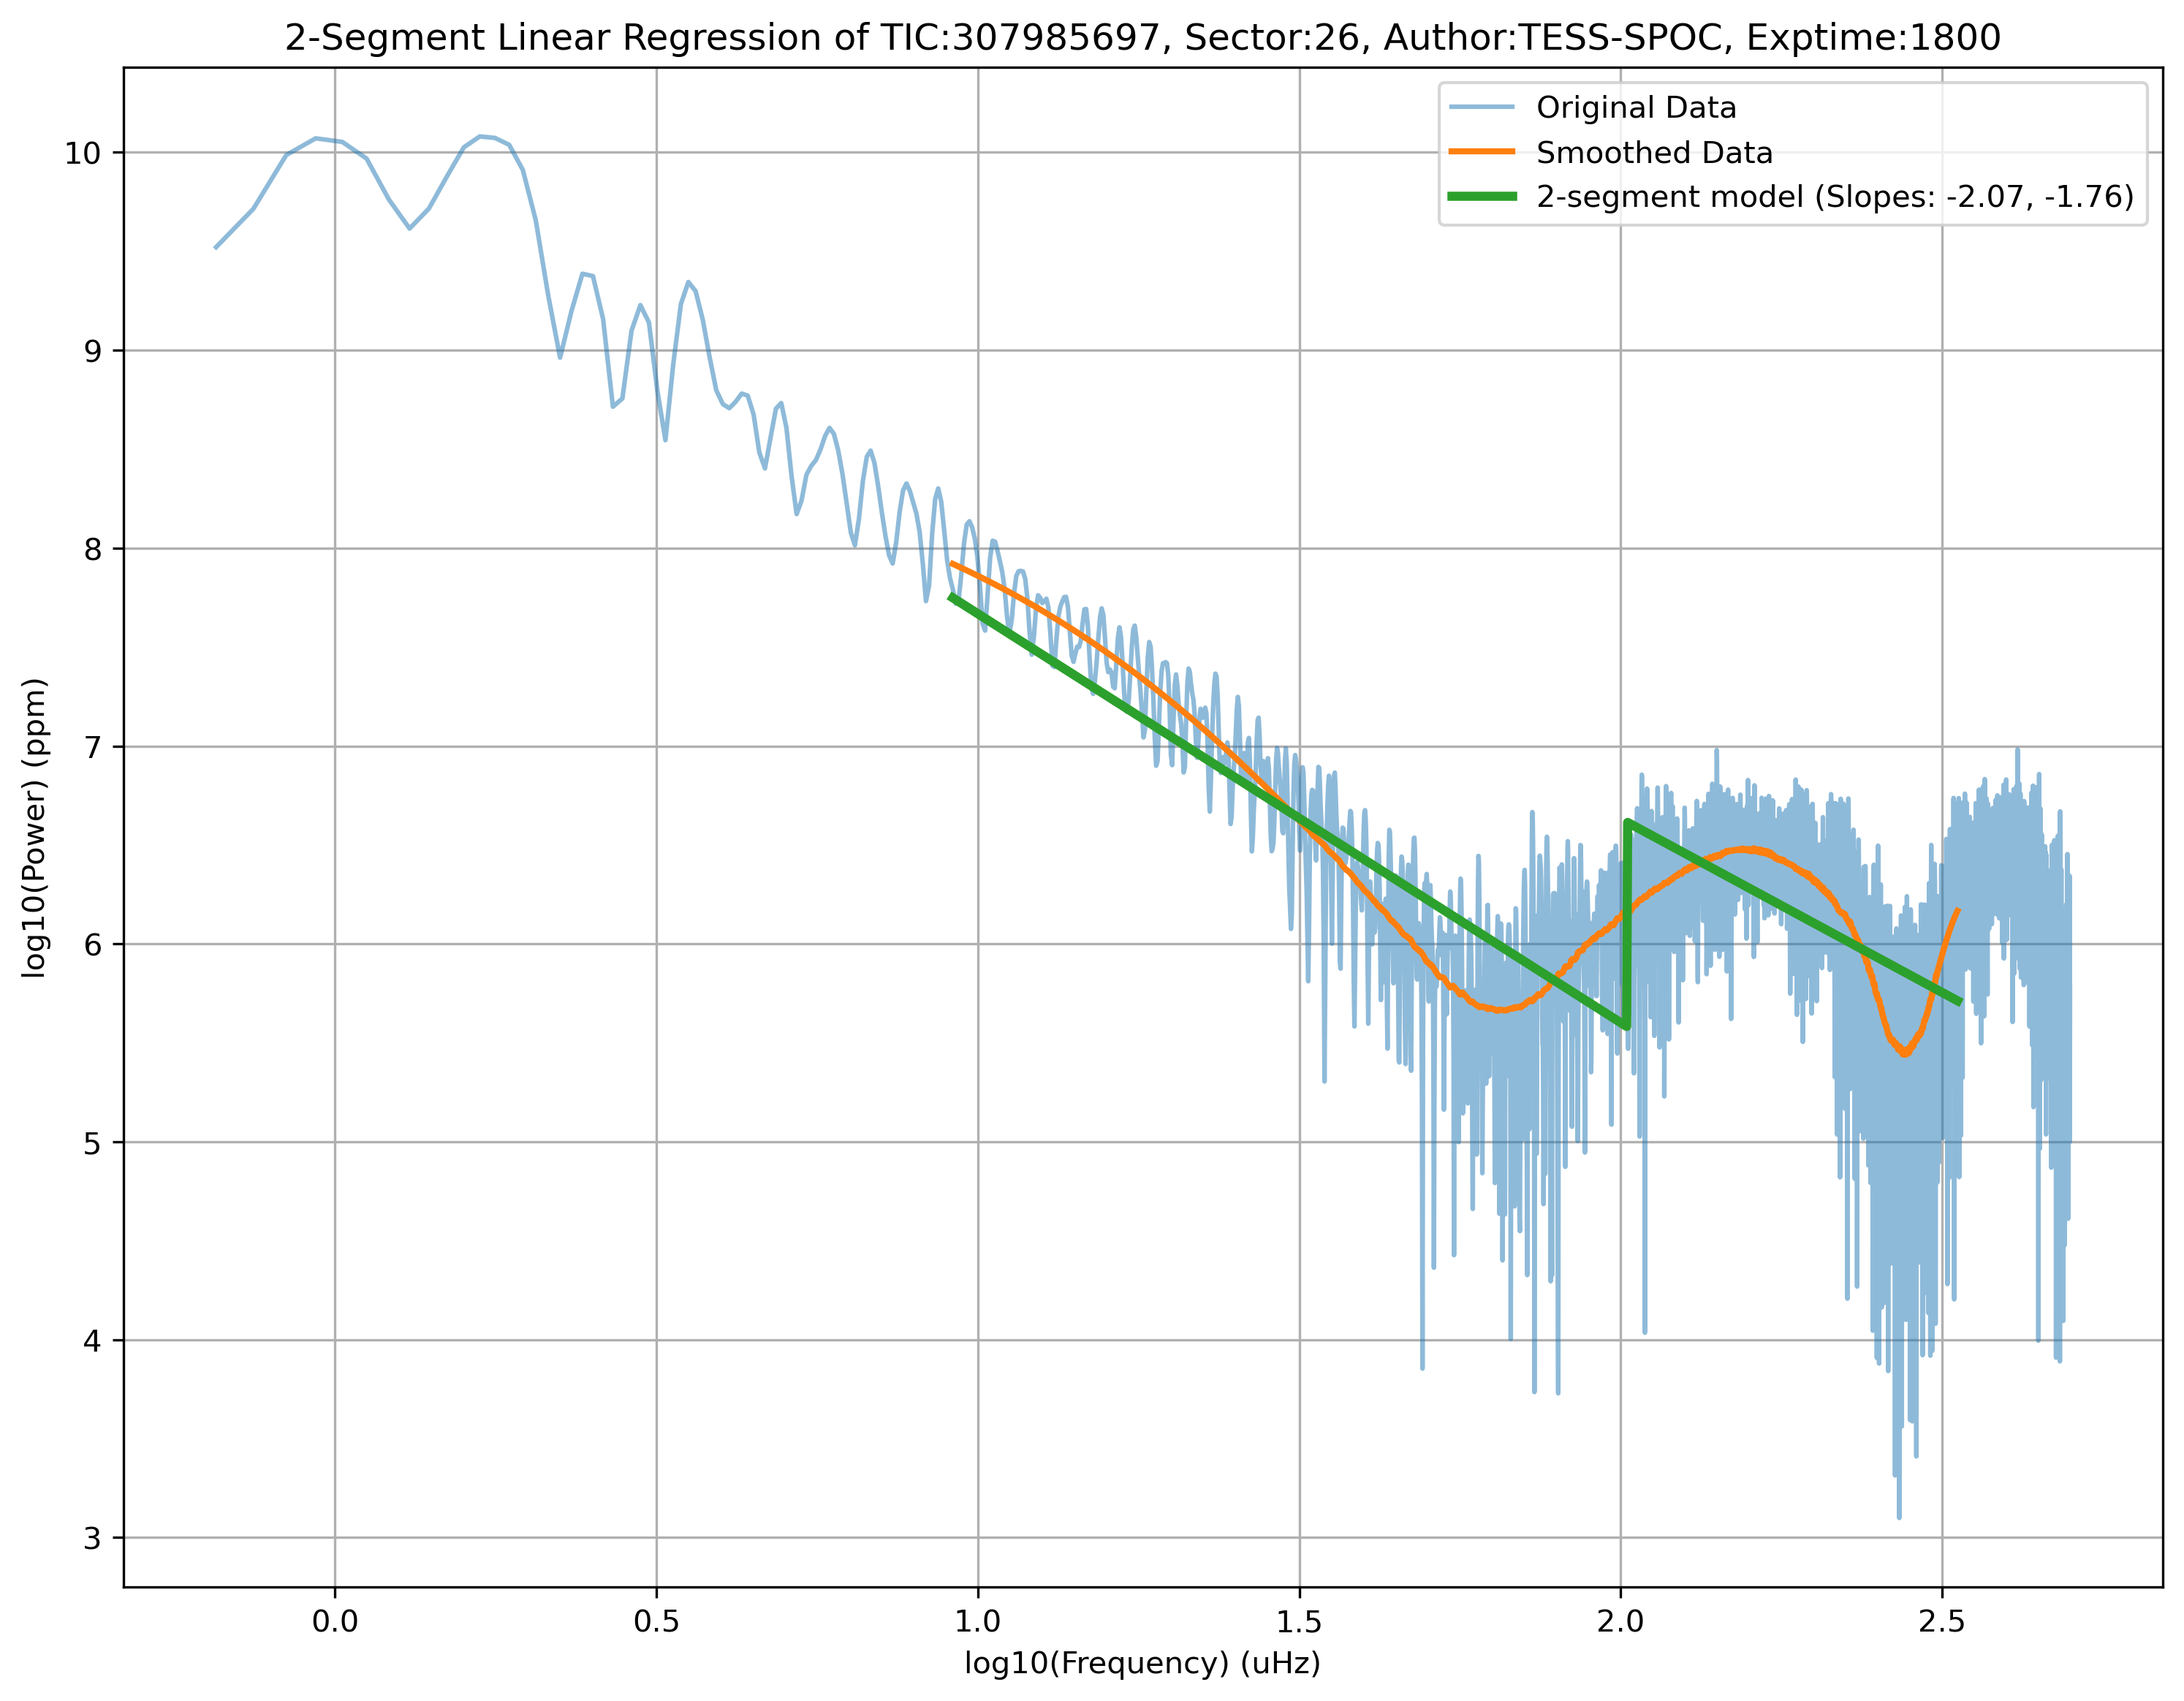 2-Segment Linear Regression of TIC:307985697, Sector:26, Author:TESS-SPOC, Exptime:1800
Original Data
Smoothed Data
2-segment model (Slopes: -2.07, -1.76)
log10(Power) (ppm)
10
9
8
7
6
5
4
3
0.0 0.5 1.0 1.5 2.0 2.5
log10(Frequency) (uHz)